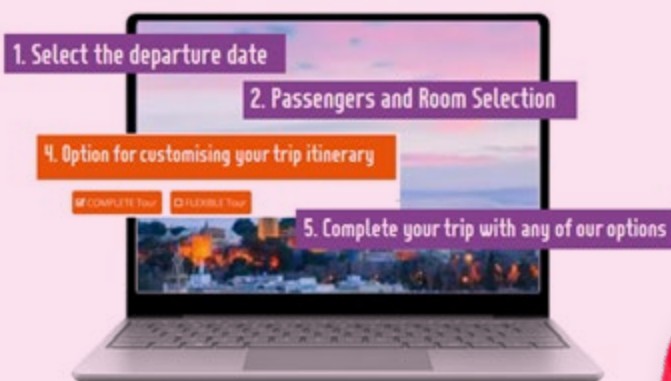 1. Select the departure date
2. Passengers and Room Selection
4. Option for customising your trip itinerary
COMPLETE Tour FLEXIBLE Tour
5. Complete your trip with any of our options